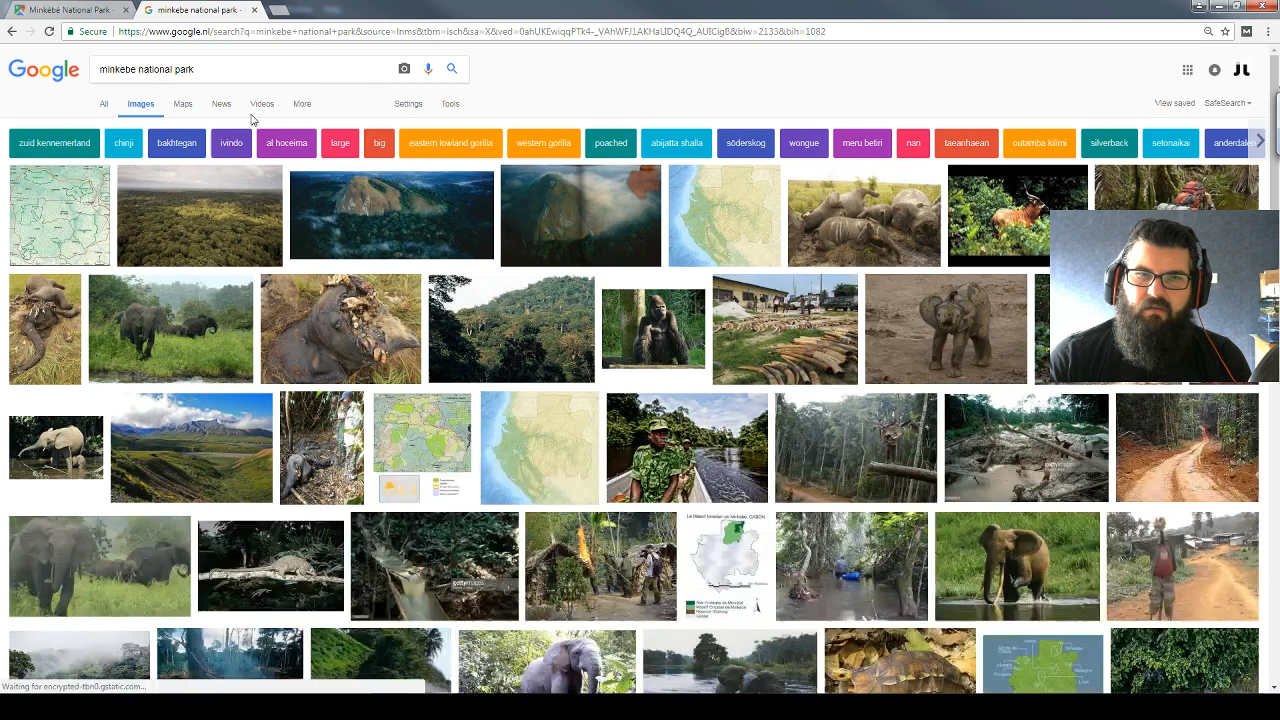 Minkébé National Park -
minkebe national park -
Secure
https://www.google.nl/search?q=minkebe+national+park&source=lnms&tbm=isch&sa=X&ved=0ahUKEwiqqPTk4-_VAhWFJ1AKHaLIDQ4Q_AUICigB&biw=2133&bih=1082
Google
minkebe national park
JL
All Images Maps News Videos More Settings Tools
View saved SafeSearch
zuid kennemerland chinji bakhtegan ivindo al hoceima large big eastern lowland gorilla western gorilla poached abijatta shalla söderskog wongue meru betiri nan taeanhaean outamba kilimi silverback setonaikai anderdalen
gettyimages
gettyimages
Waiting for encrypted-tbn0.gstatic.com...